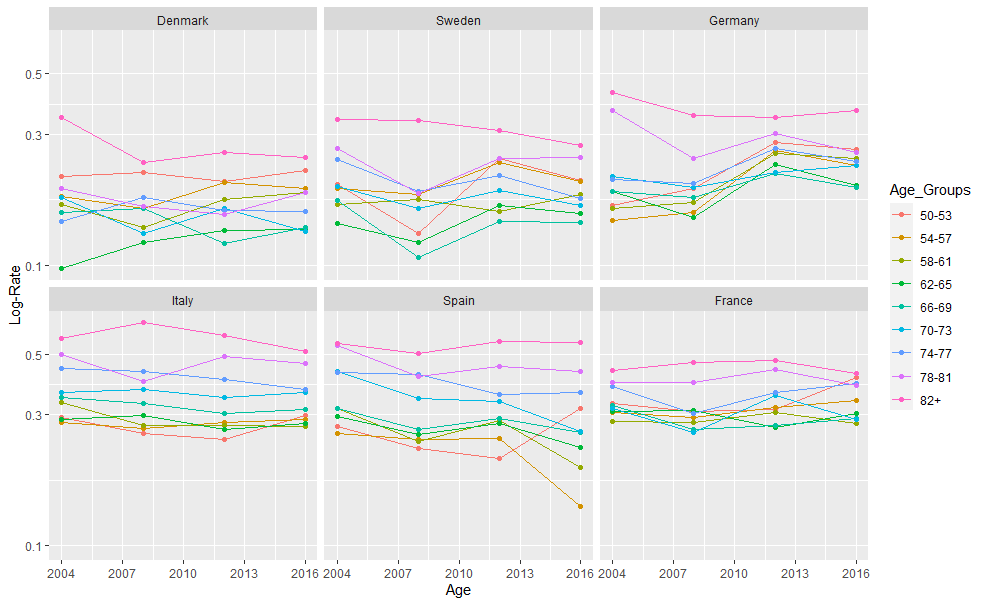 Denmark Sweden Germany
0.5
0.3
0.1
Italy Spain France
0.5
0.3
0.1
2004 2007 2010 2013 2016 2004 2007 2010 2013 2016 2004 2007 2010 2013 2016
Age
Log-Rate
Age_Groups
50-53
54-57
58-61
62-65
66-69
70-73
74-77
78-81
82+